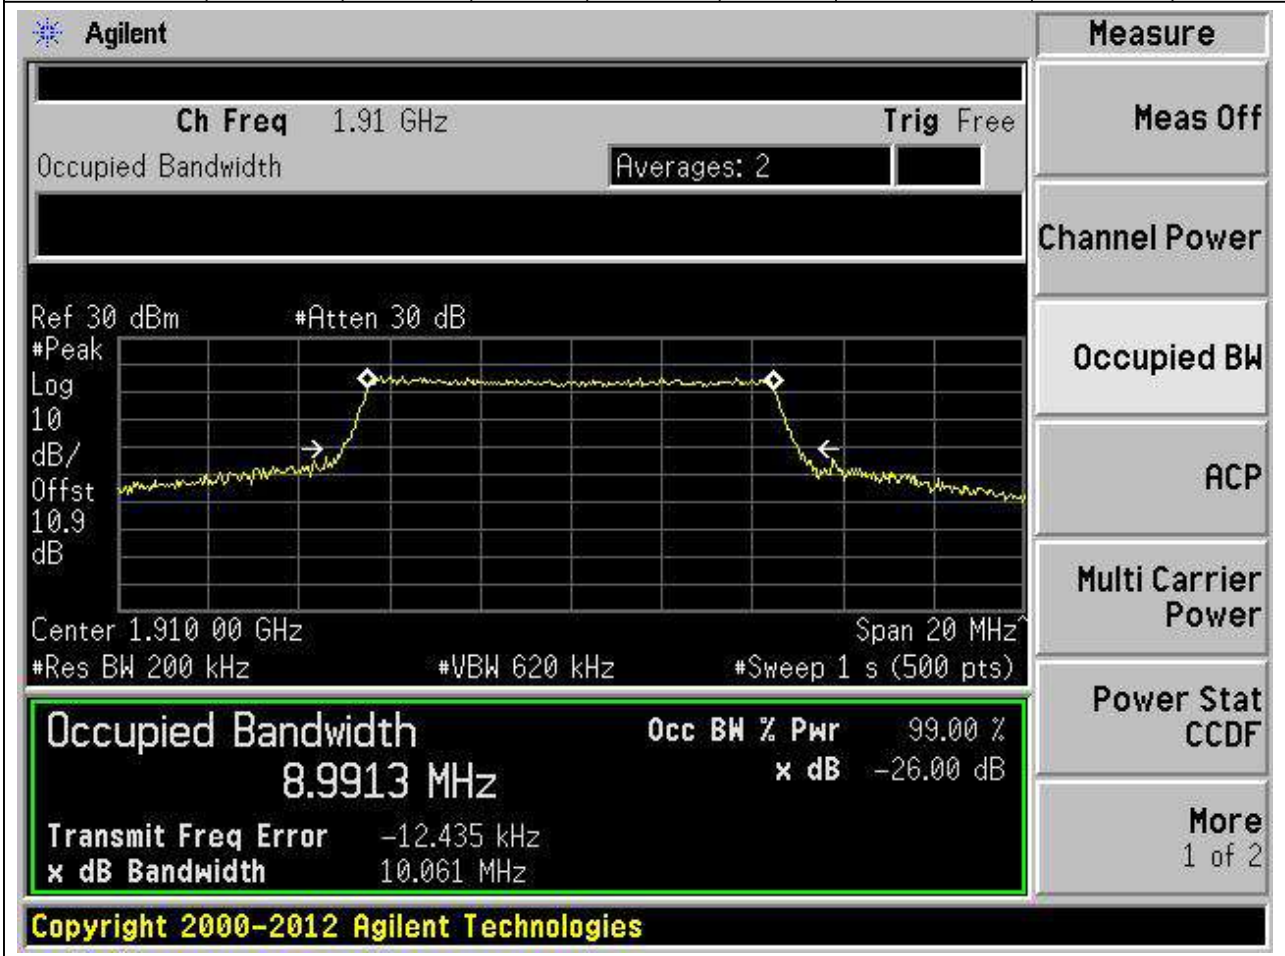 Agilent
Measure
Ch Freq 1.91 GHz
Trig Free
Occupied Bandwidth
Averages: 2
Meas Off
Channel Power
Occupied BW
ACP
Multi Carrier
Power
Power Stat
CCDF
More
1 of 2
Ref 30 dBm #Atten 30 dB
#Peak
Log
10
dB/
Offst
10.9
dB
Center 1.910 00 GHz
Span 20 MHz^
#Res BW 200 kHz #VBW 620 kHz #Sweep 1 s (500 pts)
Occupied Bandwidth
8.9913 MHz
Occ BW % Pwr 99.00 %
x dB -26.00 dB
Transmit Freq Error -12.435 kHz
x dB Bandwidth 10.061 MHz
Copyright 2000-2012 Agilent Technologies